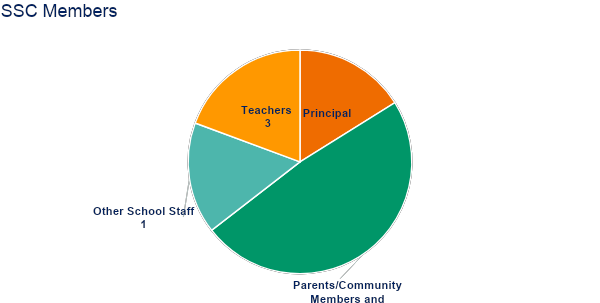 SSC Members
Teachers
3
Principal
Other School Staff
1
Parents/Community
Members and